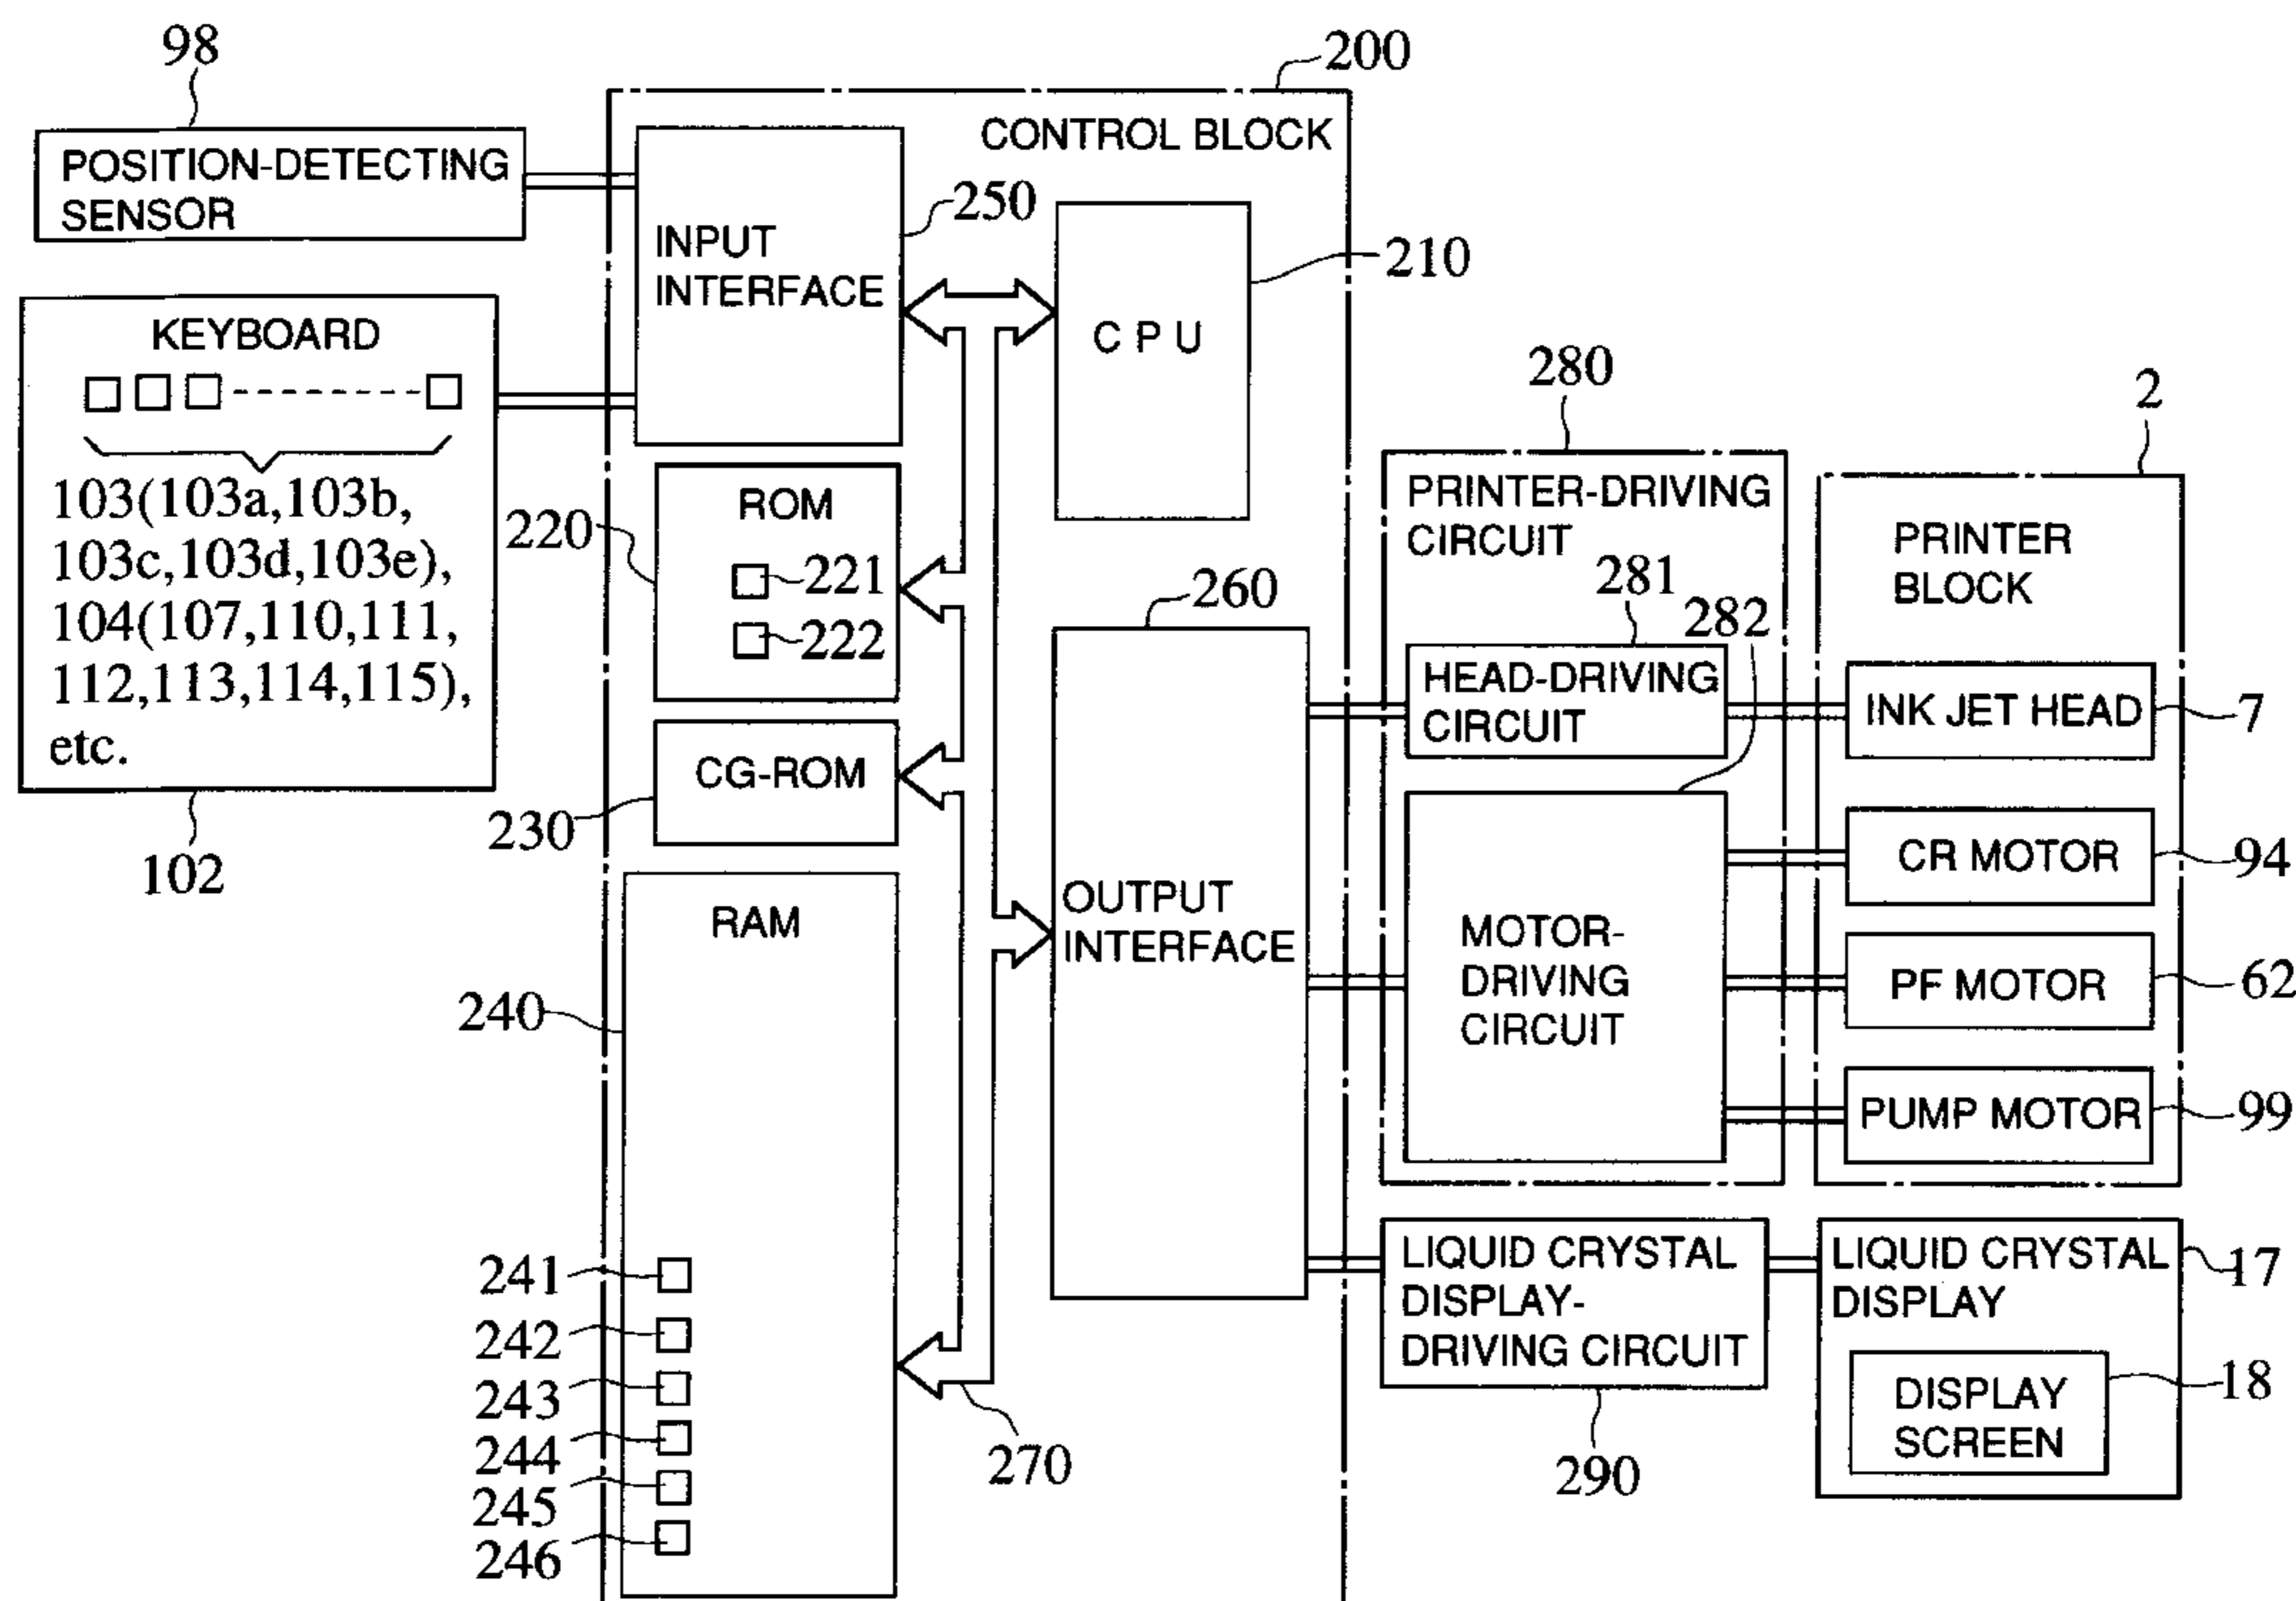 98
POSITION-DETECTING
SENSOR
200
CONTROL BLOCK
INPUT
INTERFACE
250
C P U
210
KEYBOARD
103(103a,103b,
103c,103d,103e),
104(107,110,111,
112,113,114,115),
etc.
102
ROM
220
221
222
CG-ROM
230
RAM
240
241
242
243
244
245
246
270
260
OUTPUT
INTERFACE
280
PRINTER-DRIVING
CIRCUIT
281
282
HEAD-DRIVING
CIRCUIT
MOTOR-
DRIVING
CIRCUIT
2
PRINTER
BLOCK
INK JET HEAD
7
CR MOTOR
94
PF MOTOR
62
PUMP MOTOR
99
LIQUID CRYSTAL
DISPLAY-
DRIVING CIRCUIT
290
LIQUID CRYSTAL
DISPLAY
17
DISPLAY
SCREEN
18